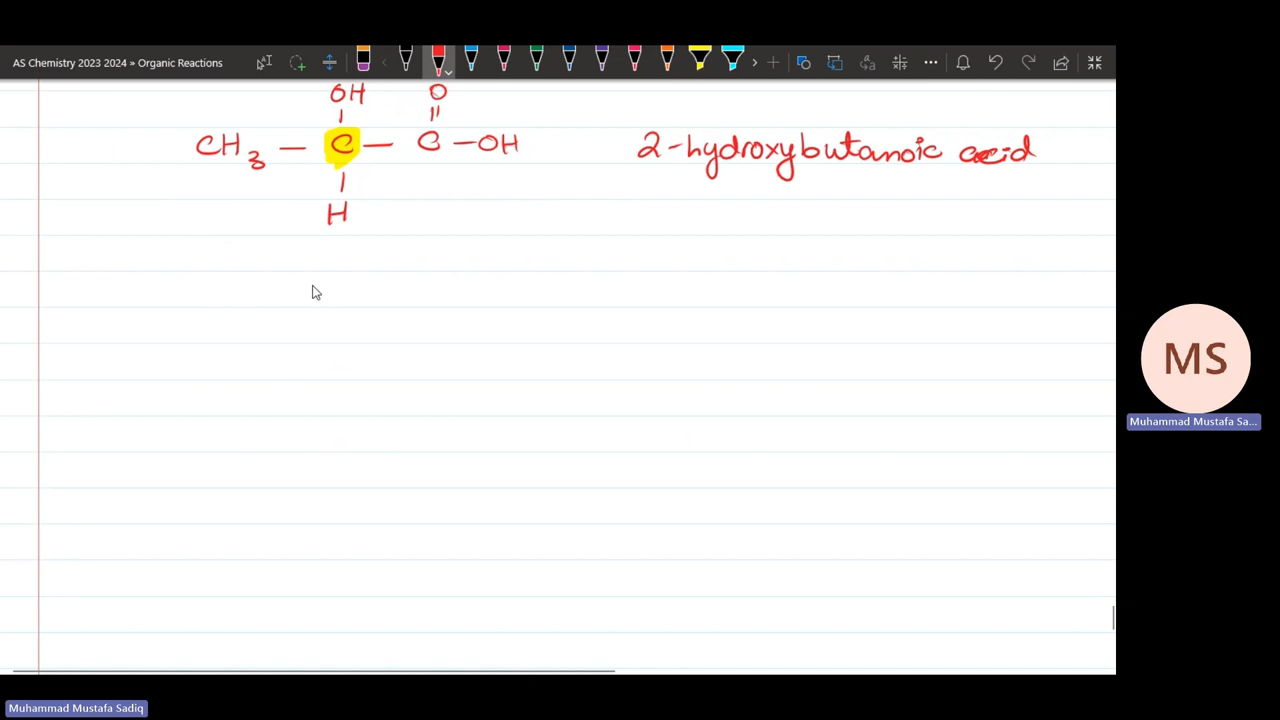 AS Chemistry 2023 2024 » Organic Reactions
OH O
CH3 — C — C — OH 2-hydroxybutanoic acid
H
MS
Muhammad Mustafa Sa...
Muhammad Mustafa Sadiq